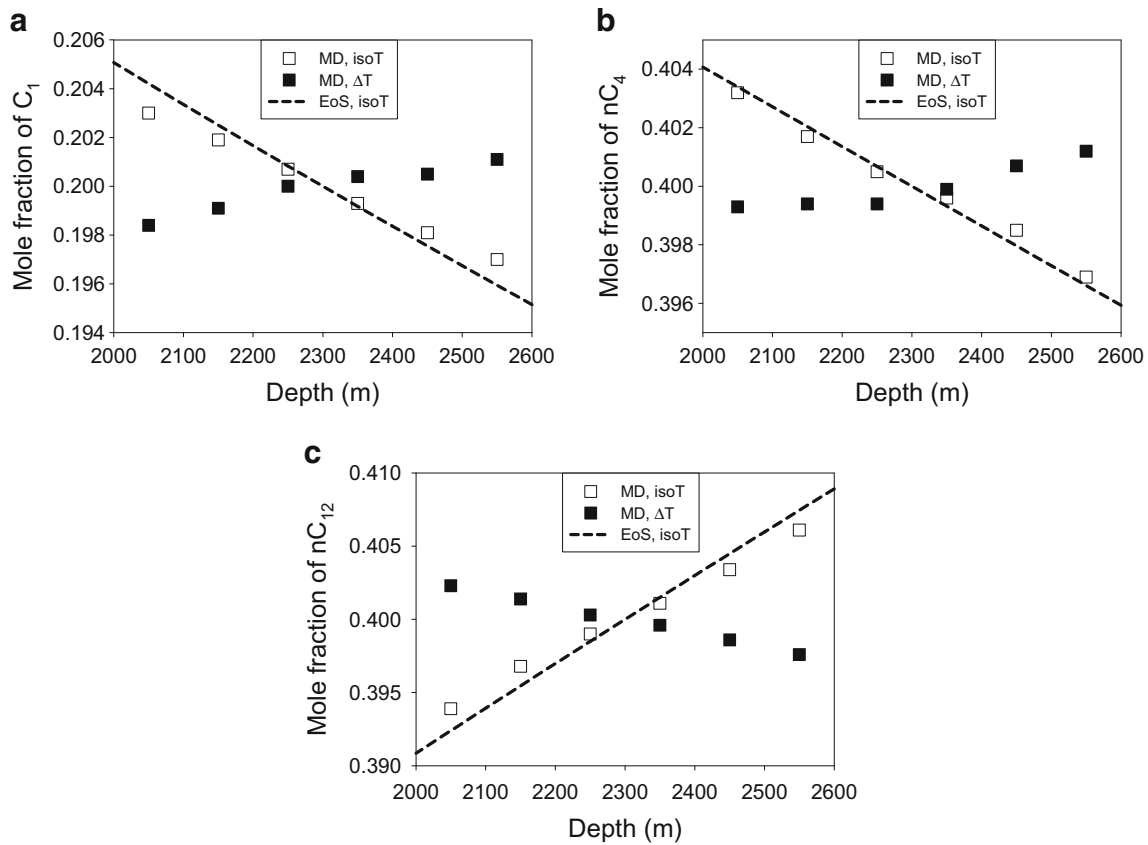 a
0.206
0.204
0.202
0.200
0.198
0.196
0.194
Mole fraction of C₁
MD, isoT
MD, ΔT
EoS, isoT
2000 2100 2200 2300 2400 2500 2600
Depth (m)
b
0.404
0.402
0.400
0.398
0.396
Mole fraction of nC₄
MD, isoT
MD, ΔT
EoS, isoT
2000 2100 2200 2300 2400 2500 2600
Depth (m)
c
0.410
0.405
0.400
0.395
0.390
Mole fraction of nC₁₂
MD, isoT
MD, ΔT
EoS, isoT
2000 2100 2200 2300 2400 2500 2600
Depth (m)